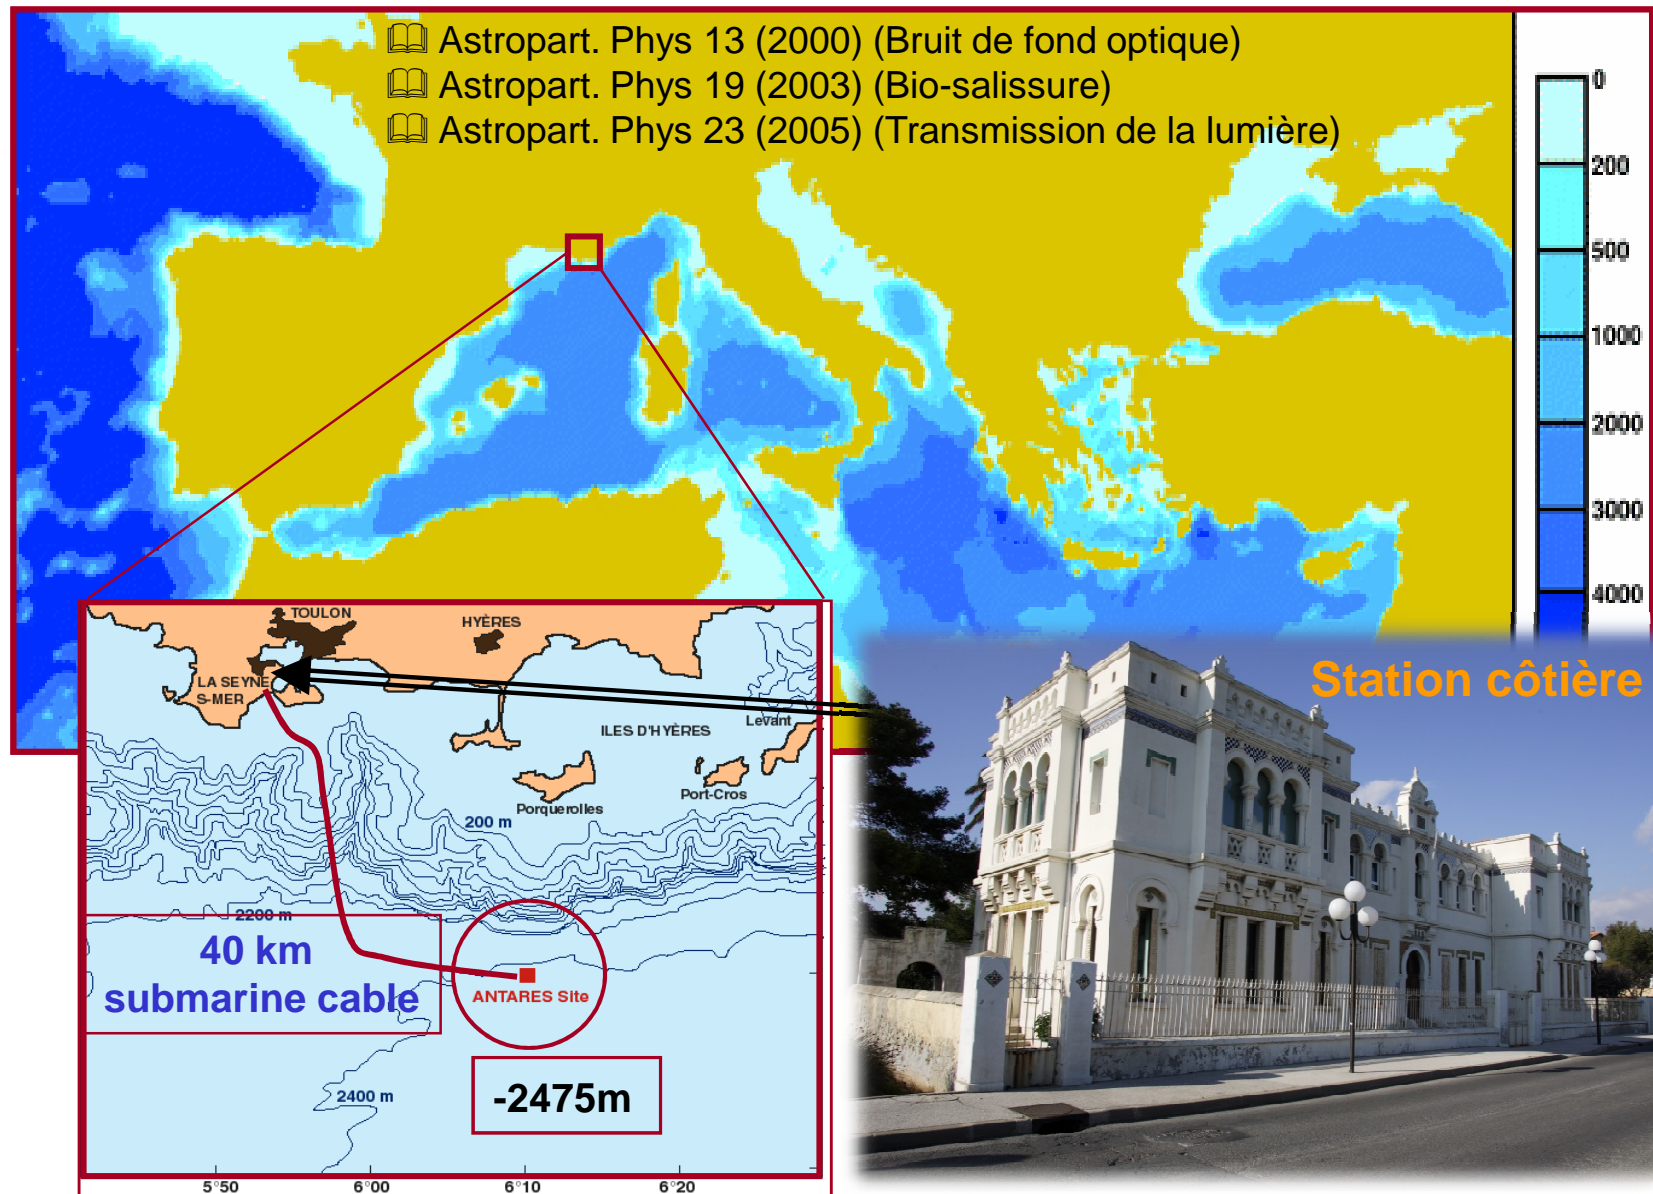 Astropart. Phys 13 (2000) (Bruit de fond optique)
Astropart. Phys 19 (2003) (Bio-salissure)
Astropart. Phys 23 (2005) (Transmission de la lumière)
0
200
500
1000
2000
3000
4000
Station côtière
TOULON
HYÈRES
LA SEYNE
S-MER
ILES D'HYÈRES
Levant
Port-Cros
Porquerolles
200 m
2200 m
40 km
submarine cable
ANTARES Site
-2475m
2400 m
5°50
6°00
6°10
6°20